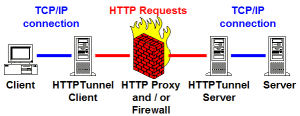 TCP/IP
connection
HTTP Requests
TCP/IP
connection
Client
HTTPTunnel
Client
HTTP Proxy
and / or
Firewall
HTTPTunnel
Server
Server